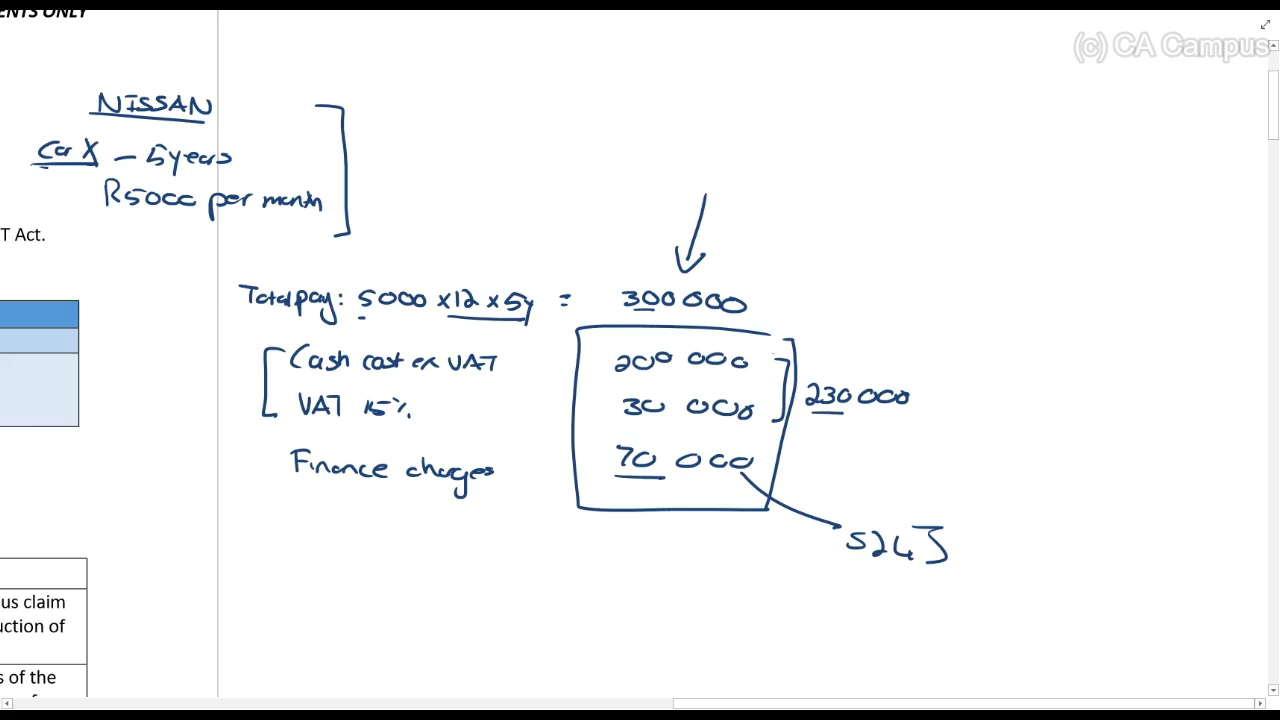 ENTS ONLY
(c) CA Campus
NISSAN
Car X - 5 years
R5000 per month
T Act.
Total pay: 5000 x 12 x 5y = 300 000
Cash cost ex VAT 200 000
VAT 15% 30 000
230 000
Finance charges 70 000
S24J
us claim
uction of
s of the